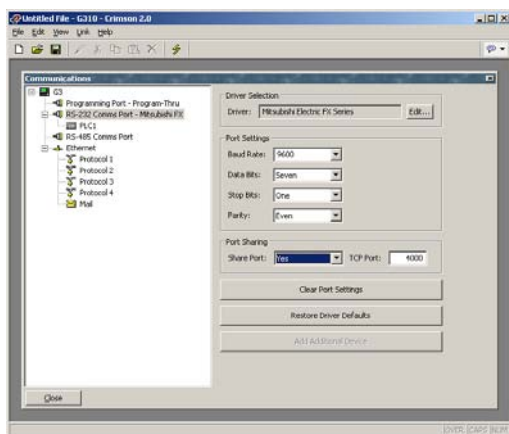 Untitled File - G310 - Crimson 2.0
File Edit View Link Help
Communications
G3
Programming Port - Program-Thru
RS-232 Comms Port - Mitsubishi FX
PLC1
RS-485 Comms Port
Ethernet
Protocol 1
Protocol 2
Protocol 3
Protocol 4
Mail
Driver Selection
Driver: Mitsubishi Electric FX Series Edit...
Port Settings
Baud Rate: 9600
Data Bits: Seven
Stop Bits: One
Parity: Even
Port Sharing
Share Port: Yes TCP Port: 4000
Clear Port Settings
Restore Driver Defaults
Add Additional Device
Close
OVER CAPS NUM